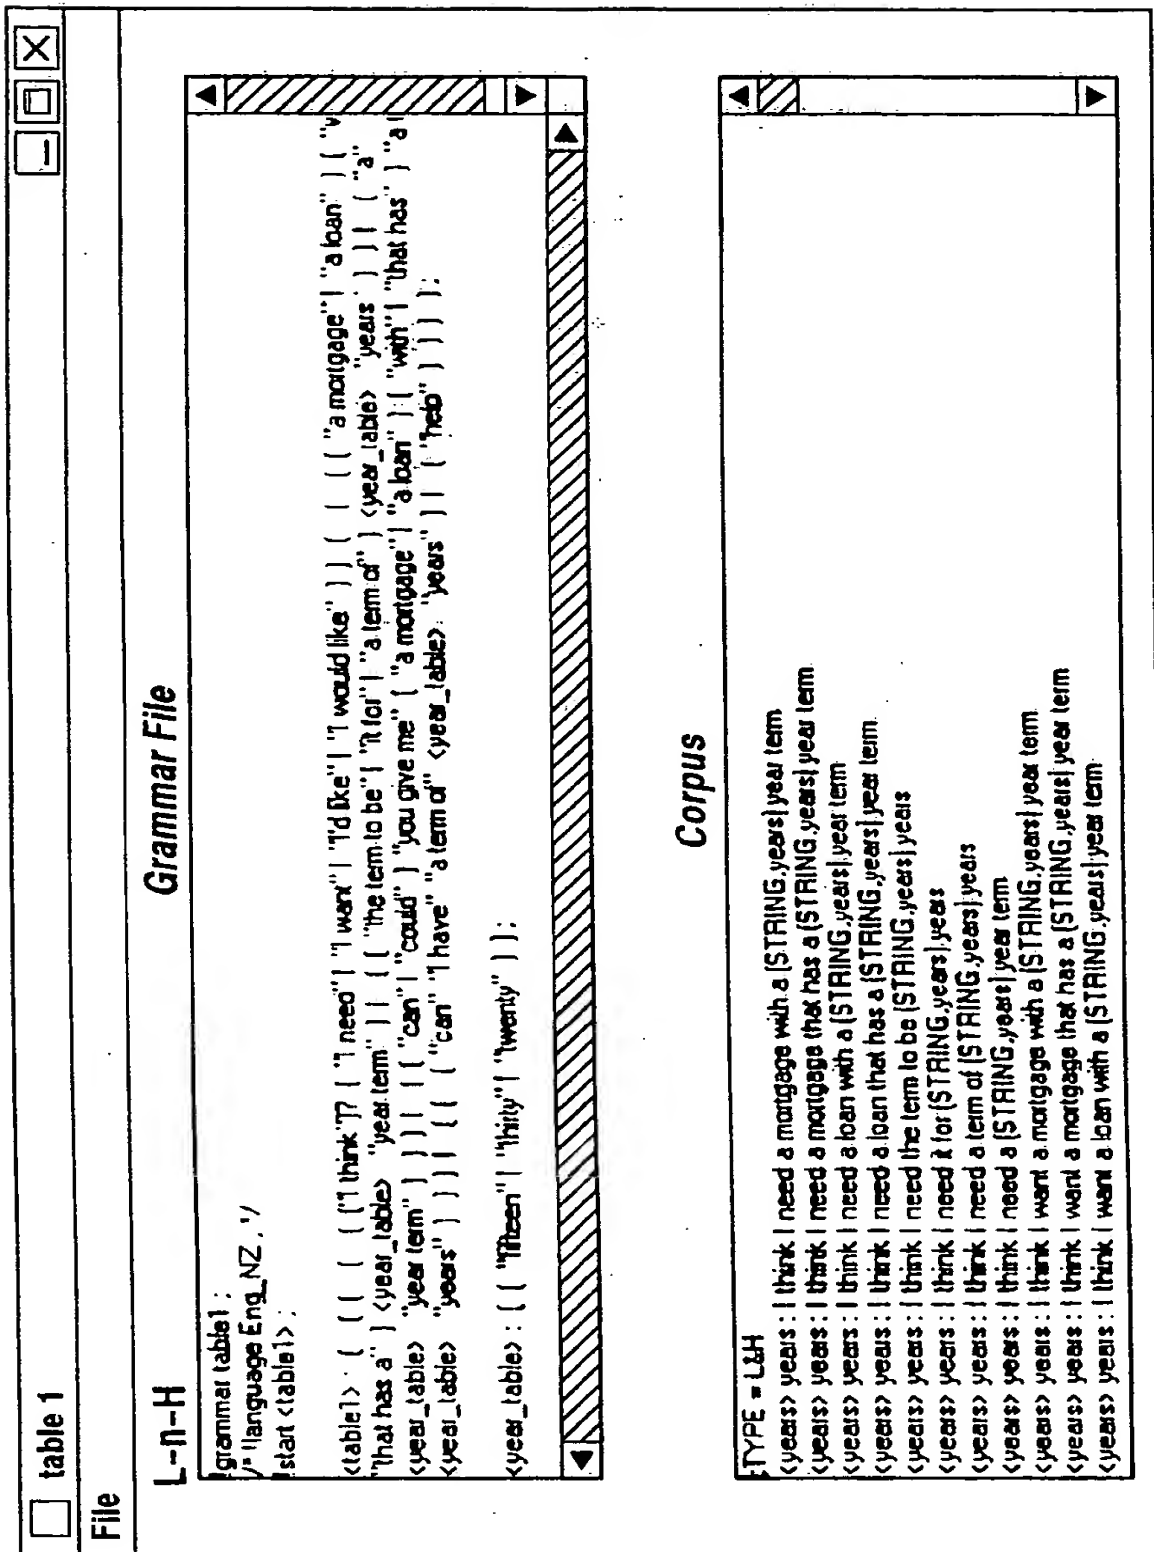 table 1
File
L-n-H
Grammar File
!grammar table1 ;
/* !language Eng_NZ , */
!start <table1> ;
<table1> : ( ( ( ( ( ("I think")? ( "I need" | "I want" | "I'd like" | "I would like" ) ) ( ( ( ( "a mortgage" | "a loan" ) ( "w
"that has a" ) <year_table> "year term" ) | ( ( "the term to be" | "it for" | "a term of" ) <year_table> "years" ) ) | ( "a"
<year_table> "year term" ) ) ) | ( ( "can" | "could" ) "you give me" ( "a mortgage" | "a loan" ) ( "with" | "that has" ) "a
<year_table> "years" ) ) ) | ( ( ( "can" "I have" "a term of" <year_table> "years" ) | ( "help" ) ) ) ) ;
<year_table> : ( ( "fifteen" | "thirty" | "twenty" ) ) ;
Corpus
;TYPE = L&H
<years> years : I think I need a mortgage with a {STRING,years} year term
<years> years : I think I need a mortgage that has a {STRING,years} year term
<years> years : I think I need a loan with a {STRING,years} year term
<years> years : I think I need a loan that has a {STRING,years} year term
<years> years : I think I need the term to be {STRING,years} years
<years> years : I think I need it for {STRING,years} years
<years> years : I think I need a term of {STRING,years} years
<years> years : I think I need a {STRING,years} year term
<years> years : I think I want a mortgage with a {STRING,years} year term
<years> years : I think I want a mortgage that has a {STRING,years} year term
<years> years : I think I want a loan with a {STRING,years} year term